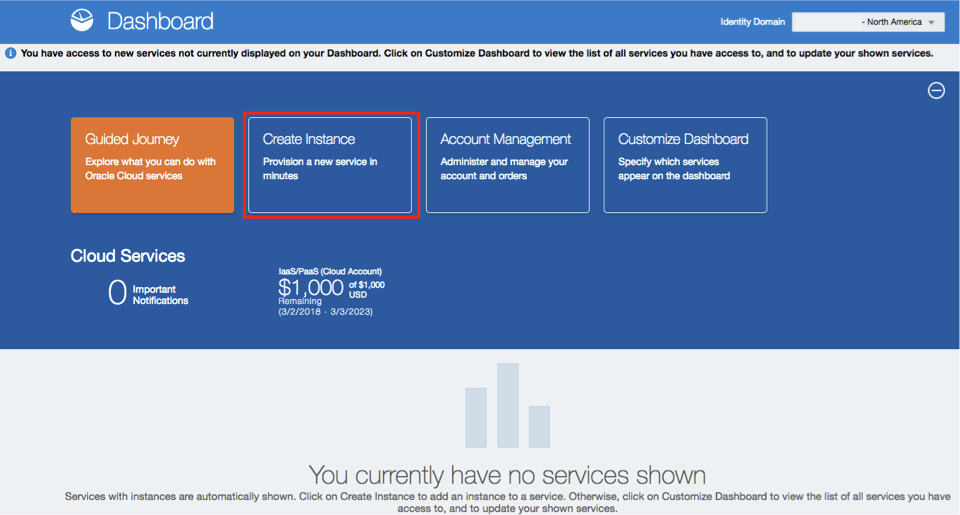 Dashboard
Identity Domain
- North America
You have access to new services not currently displayed on your Dashboard. Click on Customize Dashboard to view the list of all services you have access to, and to update your shown services.
Guided Journey
Explore what you can do with
Oracle Cloud services
Create Instance
Provision a new service in
minutes
Account Management
Administer and manage your
account and orders
Customize Dashboard
Specify which services
appear on the dashboard
Cloud Services
0 Important
Notifications
IaaS/PaaS (Cloud Account)
$1,000 of $1,000
USD
Remaining
(3/2/2018 - 3/3/2023)
You currently have no services shown
Services with instances are automatically shown. Click on Create Instance to add an instance to a service. Otherwise, click on Customize Dashboard to view the list of all services you have
access to, and to update your shown services.